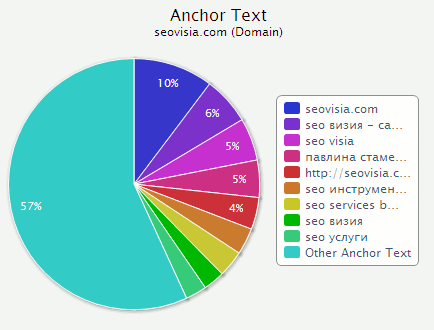 Anchor Text
seovisia.com (Domain)
10%
6%
5%
5%
4%
57%
seovisia.com
seo визия - са...
seo visia
павлина стаме...
http://seovisia.c...
seo инструмен...
seo services b...
seo визия
seo услуги
Other Anchor Text